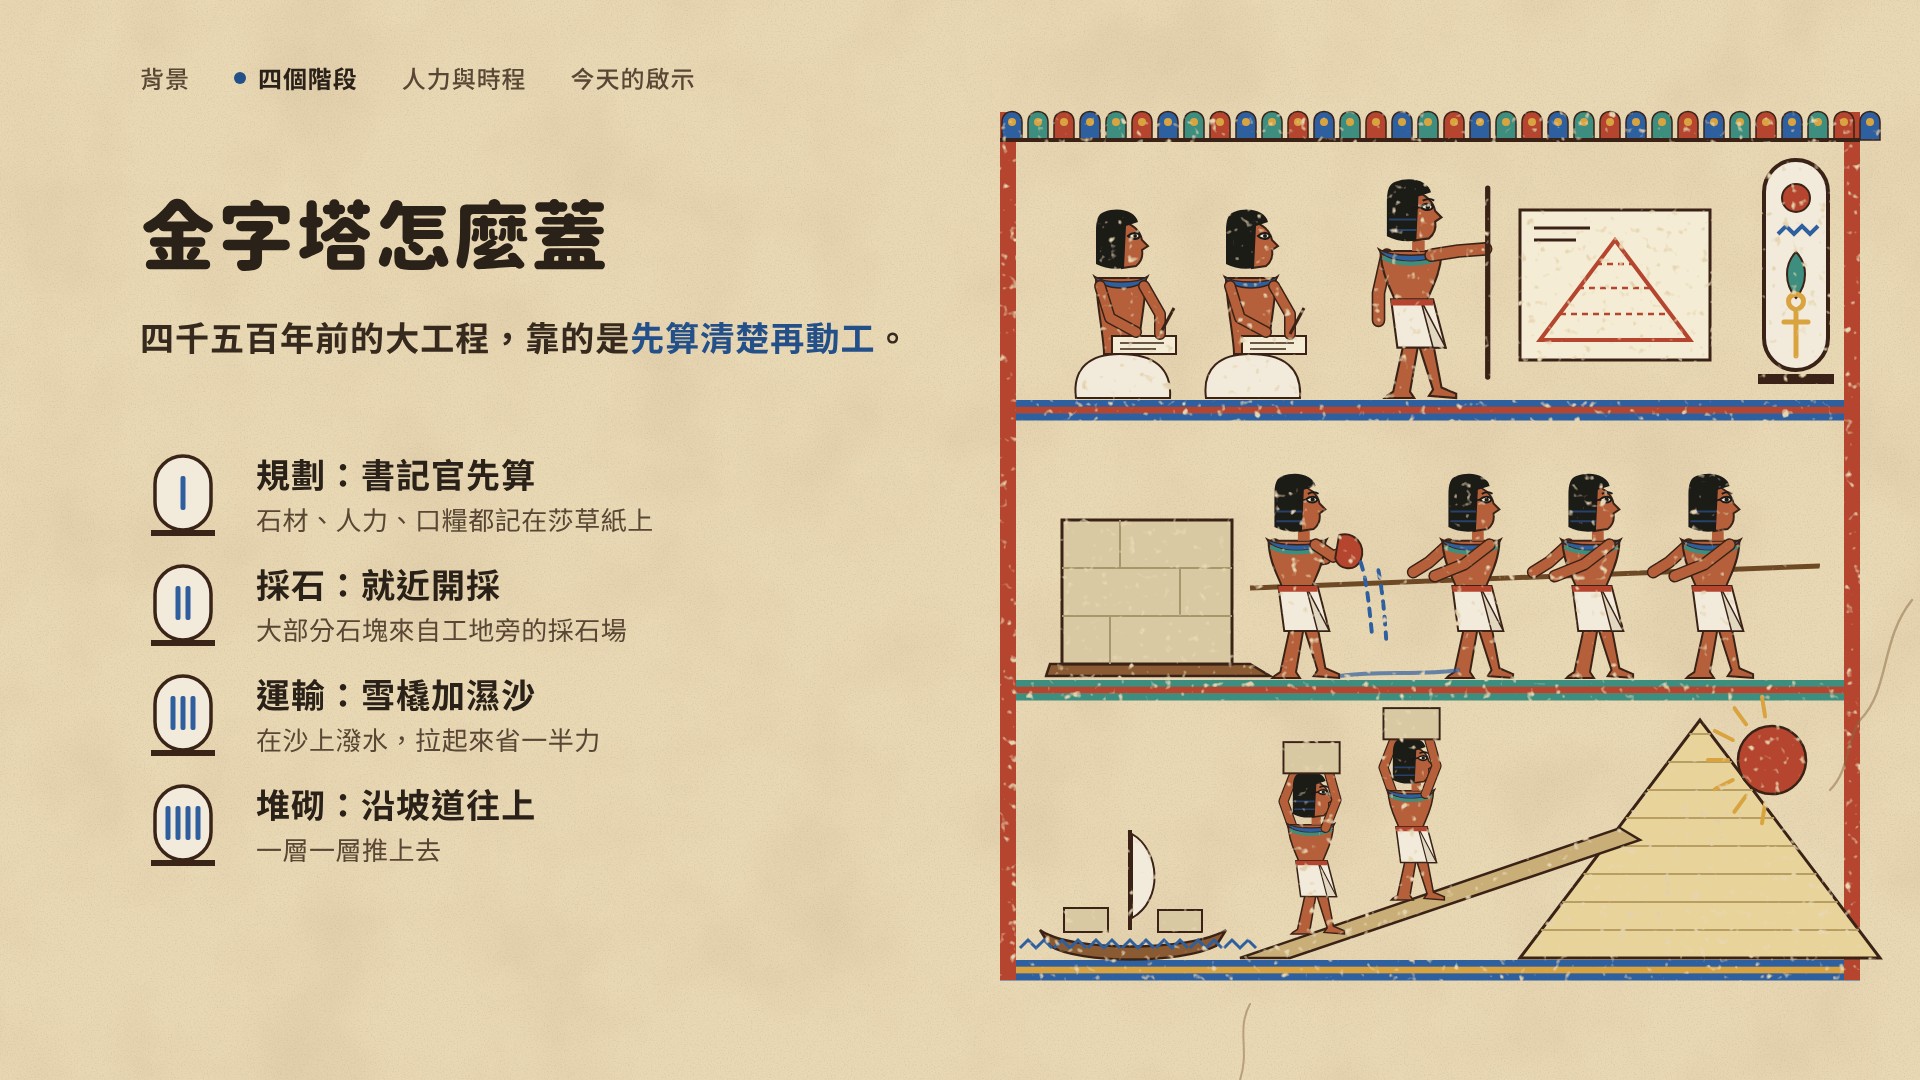 背景
四個階段
人力與時程
今天的啟示
金字塔怎麼蓋
四千五百年前的大工程，靠的是先算清楚再動工。
規劃：書記官先算
石材、人力、口糧都記在莎草紙上
採石：就近開採
大部分石塊來自工地旁的採石場
運輸：雪橇加濕沙
在沙上潑水，拉起來省一半力
堆砌：沿坡道往上
一層一層推上去